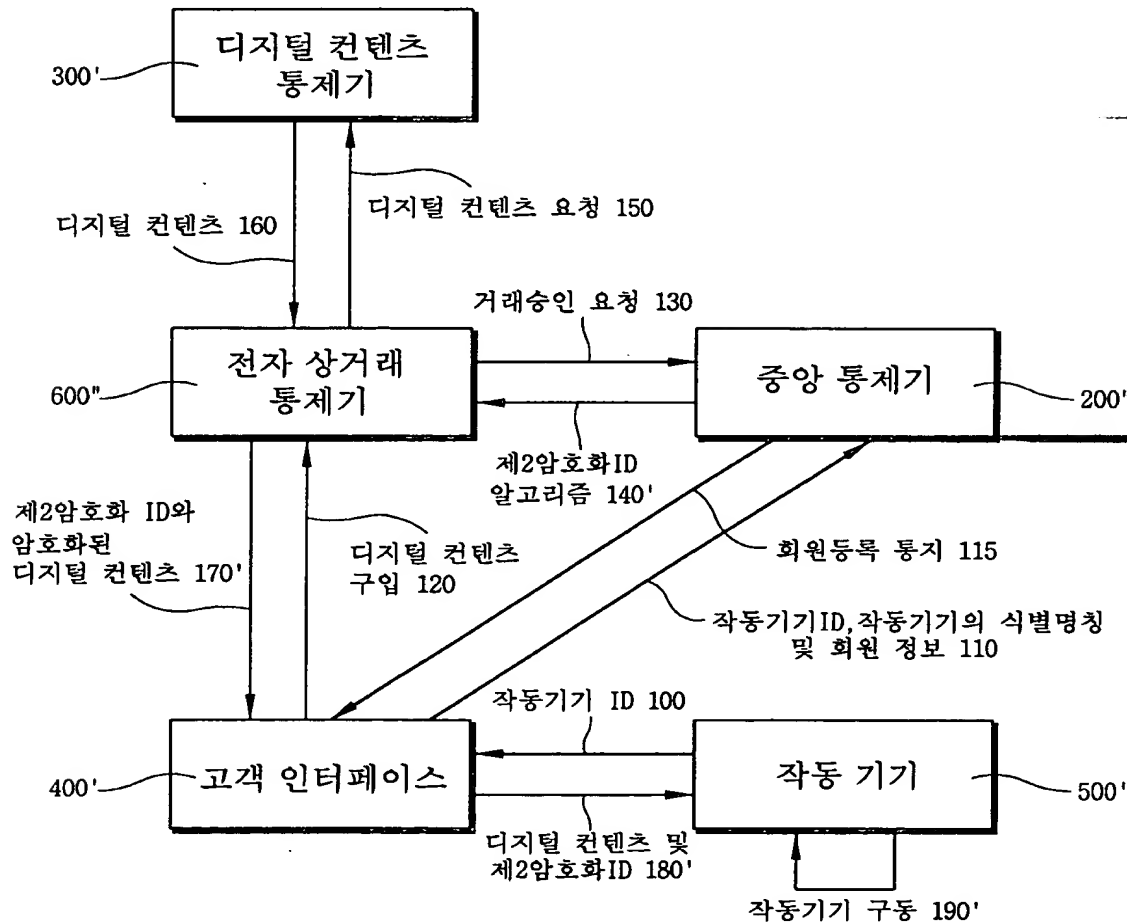 디지털 컨텐츠
통제기
300'
디지털 컨텐츠 요청 150
디지털 컨텐츠 160
거래승인 요청 130
전자 상거래
통제기
600"
중앙 통제기
200'
제2암호화ID
알고리즘 140'
제2암호화 ID와
암호화된
디지털 컨텐츠 170'
디지털 컨텐츠
구입 120
회원등록 통지 115
작동기기ID,작동기기의 식별명칭
및 회원 정보 110
작동기기 ID 100
400'
고객 인터페이스
작동 기기
500'
디지털 컨텐츠 및
제2암호화ID 180'
작동기기 구동 190'